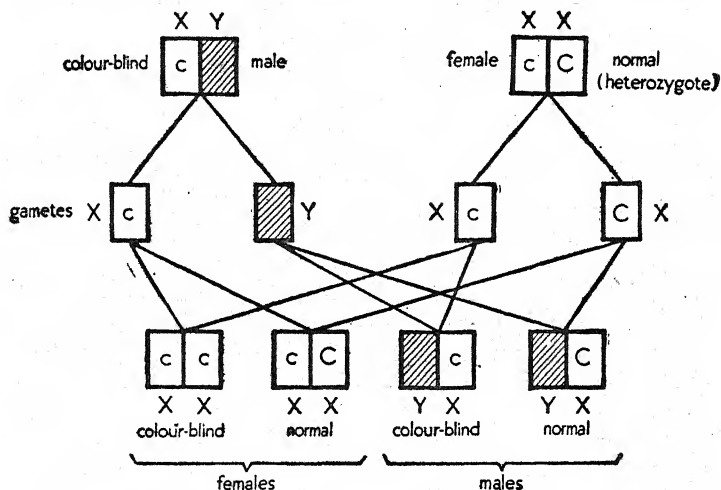 X Y X X
colour-blind c male female c C normal
(heterozygote)
gametes X c Y X c C X
c c c C c C
X X X X Y X Y X
colour-blind normal colour-blind normal
females males